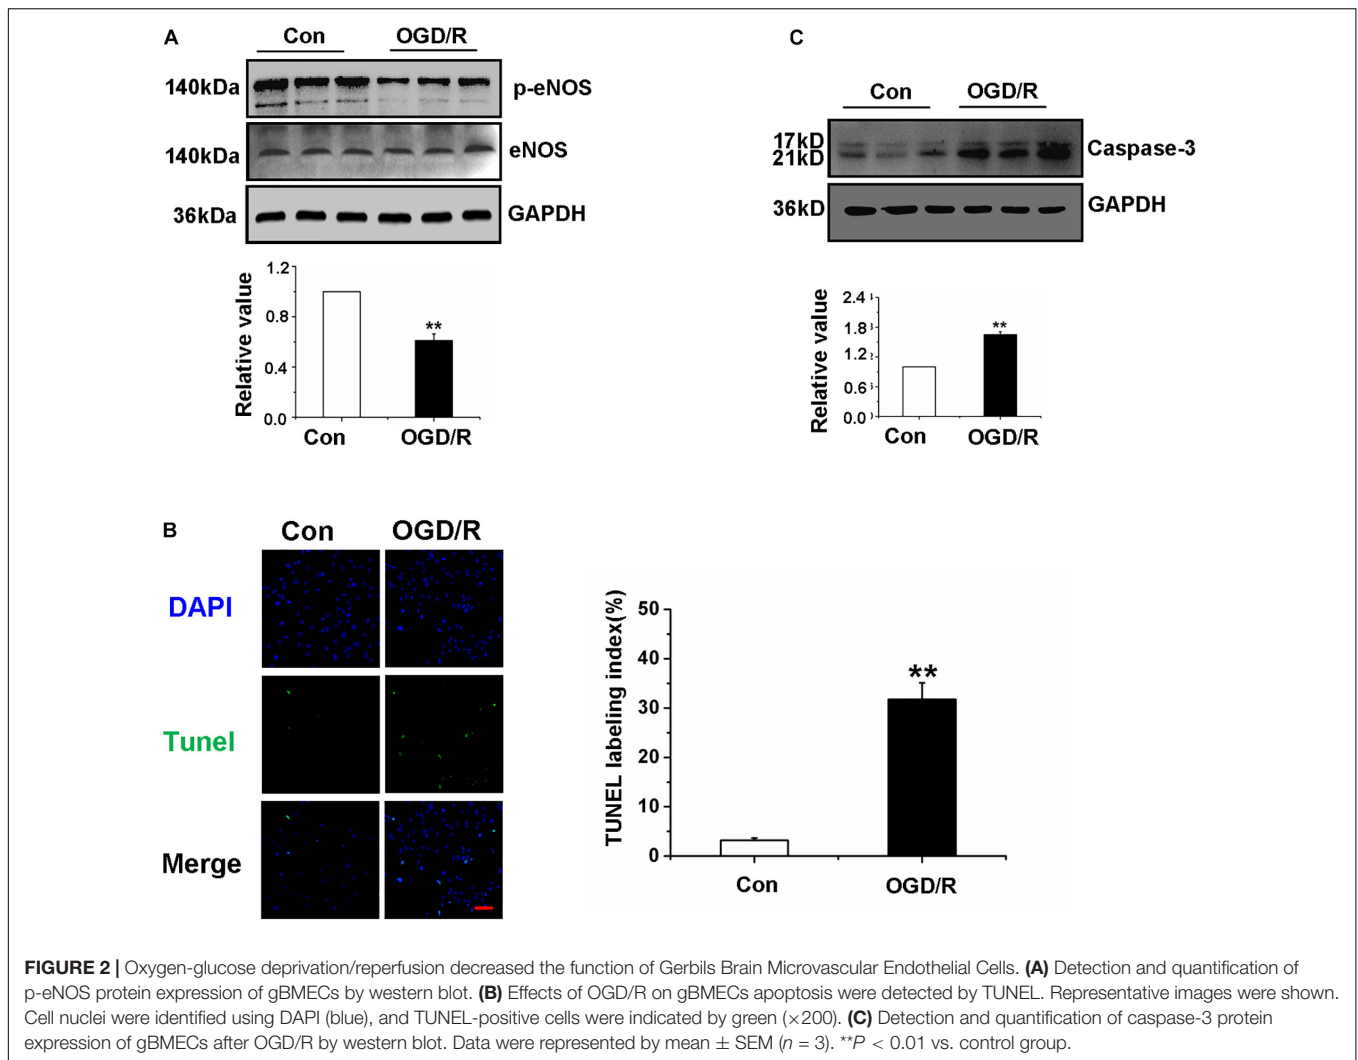 A
Con OGD/R
140kDa p-eNOS
140kDa eNOS
36kDa GAPDH
Relative value
1.2
0.8
0.4
0.0
**
Con OGD/R
C
Con OGD/R
17kD
21kD
Caspase-3
36kD GAPDH
Relative value
2.4
1.8
1.2
0.6
0.0
**
Con OGD/R
B
Con OGD/R
DAPI
Tunel
Merge
TUNEL labeling index(%)
50
40
30
20
10
0
**
Con OGD/R
FIGURE 2 | Oxygen-glucose deprivation/reperfusion decreased the function of Gerbils Brain Microvascular Endothelial Cells. (A) Detection and quantification of
p-eNOS protein expression of gBMECs by western blot. (B) Effects of OGD/R on gBMECs apoptosis were detected by TUNEL. Representative images were shown.
Cell nuclei were identified using DAPI (blue), and TUNEL-positive cells were indicated by green (×200). (C) Detection and quantification of caspase-3 protein
expression of gBMECs after OGD/R by western blot. Data were represented by mean ± SEM (n = 3). **P < 0.01 vs. control group.